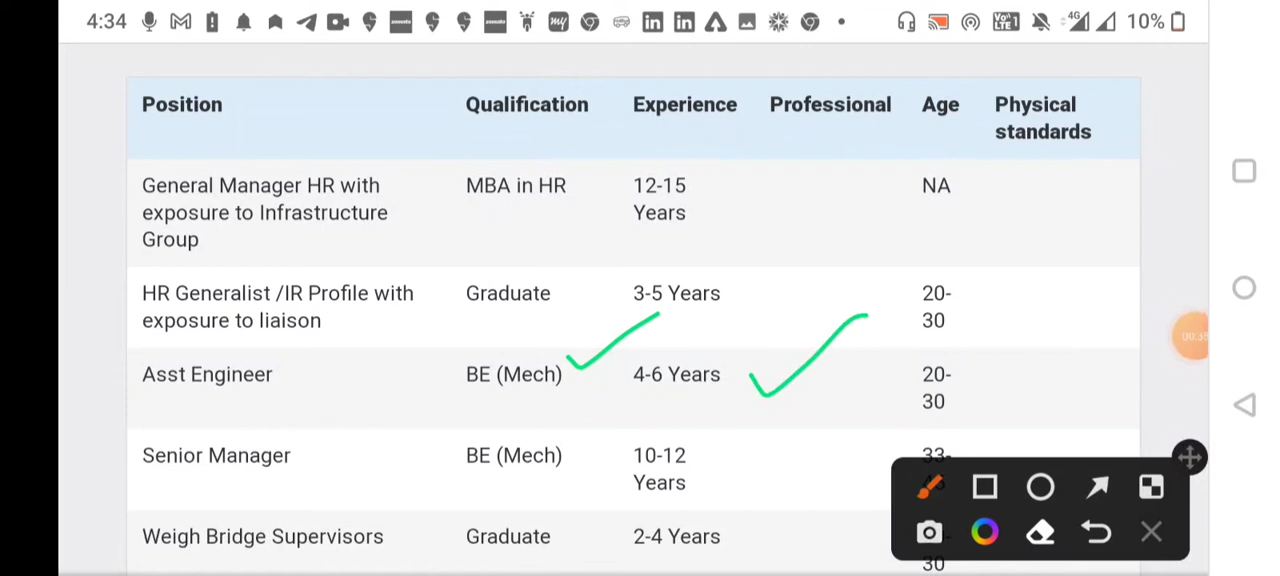 4:34 10%
Position Qualification Experience Professional Age Physical
standards
General Manager HR with MBA in HR 12-15 NA
exposure to Infrastructure Years
Group
HR Generalist /IR Profile with Graduate 3-5 Years 20-
exposure to liaison 30
Asst Engineer BE (Mech) 4-6 Years 20-
30
Senior Manager BE (Mech) 10-12 33-
Years
Weigh Bridge Supervisors Graduate 2-4 Years
30